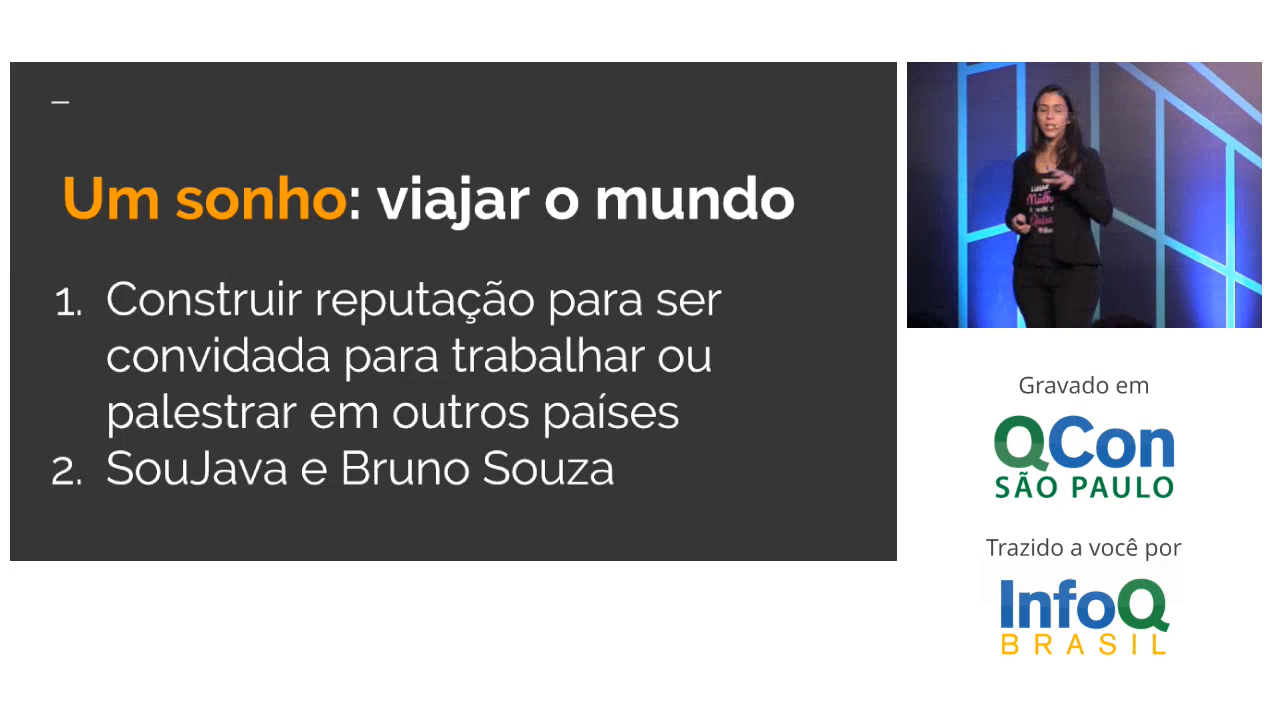 Um sonho: viajar o mundo
1. Construir reputação para ser
convidada para trabalhar ou
palestrar em outros países
2. SouJava e Bruno Souza
Gravado em
QCon
SÃO PAULO
Trazido a você por
InfoQ
BRASIL